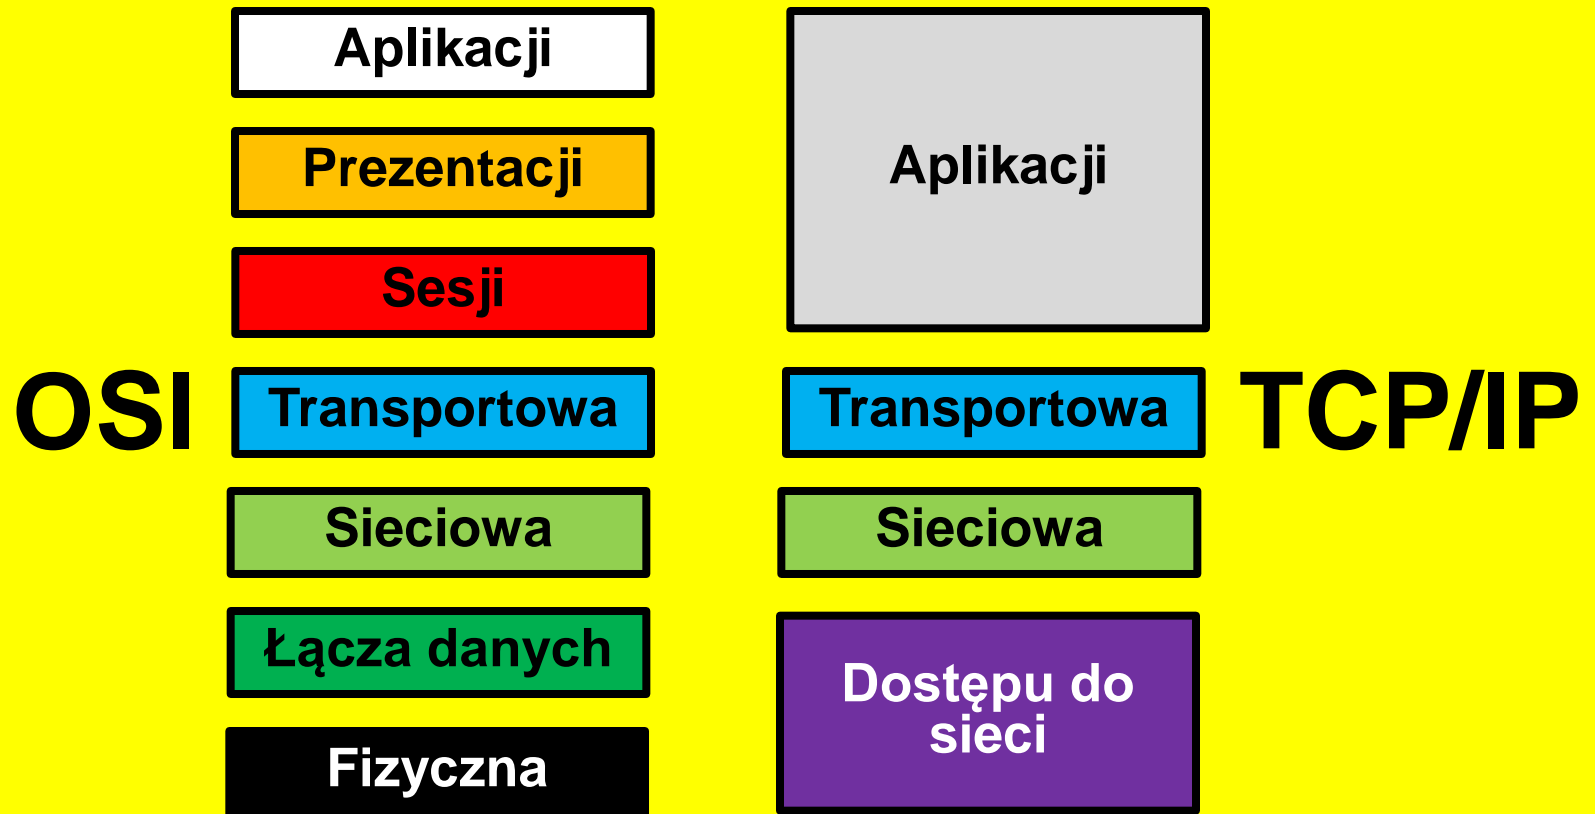 OSI
Aplikacji
Prezentacji
Sesji
Transportowa
Sieciowa
Łącza danych
Fizyczna
Aplikacji
Transportowa
Sieciowa
Dostępu do
sieci
TCP/IP